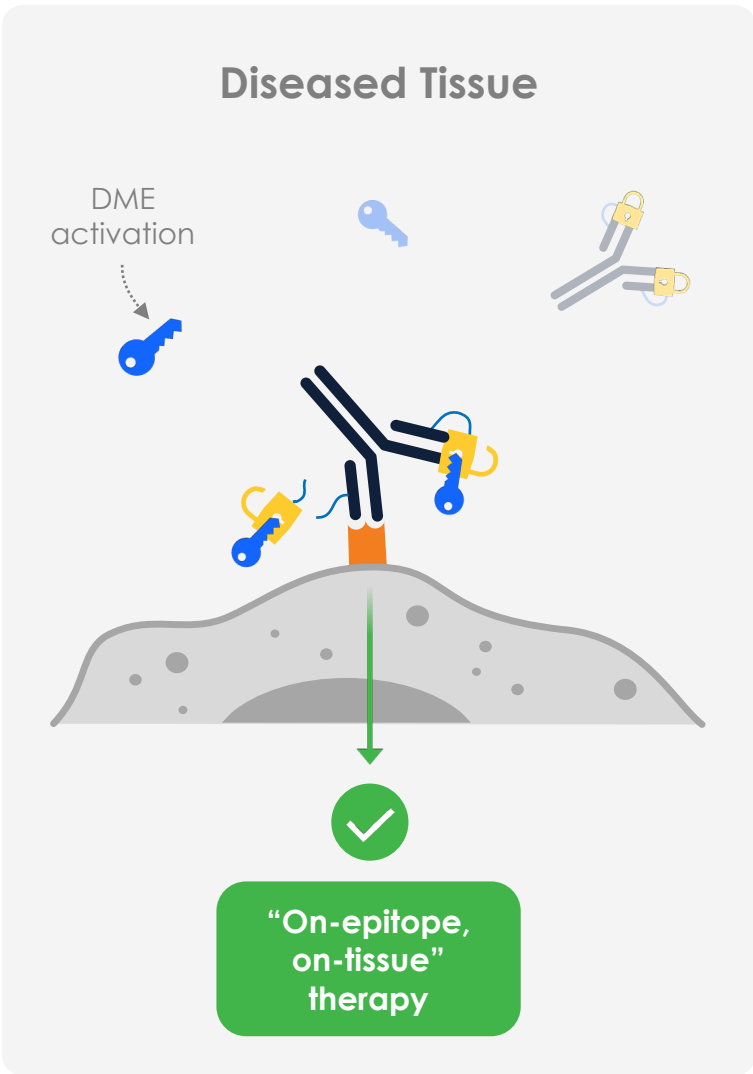 Diseased Tissue
DME
activation
“On-epitope,
on-tissue”
therapy